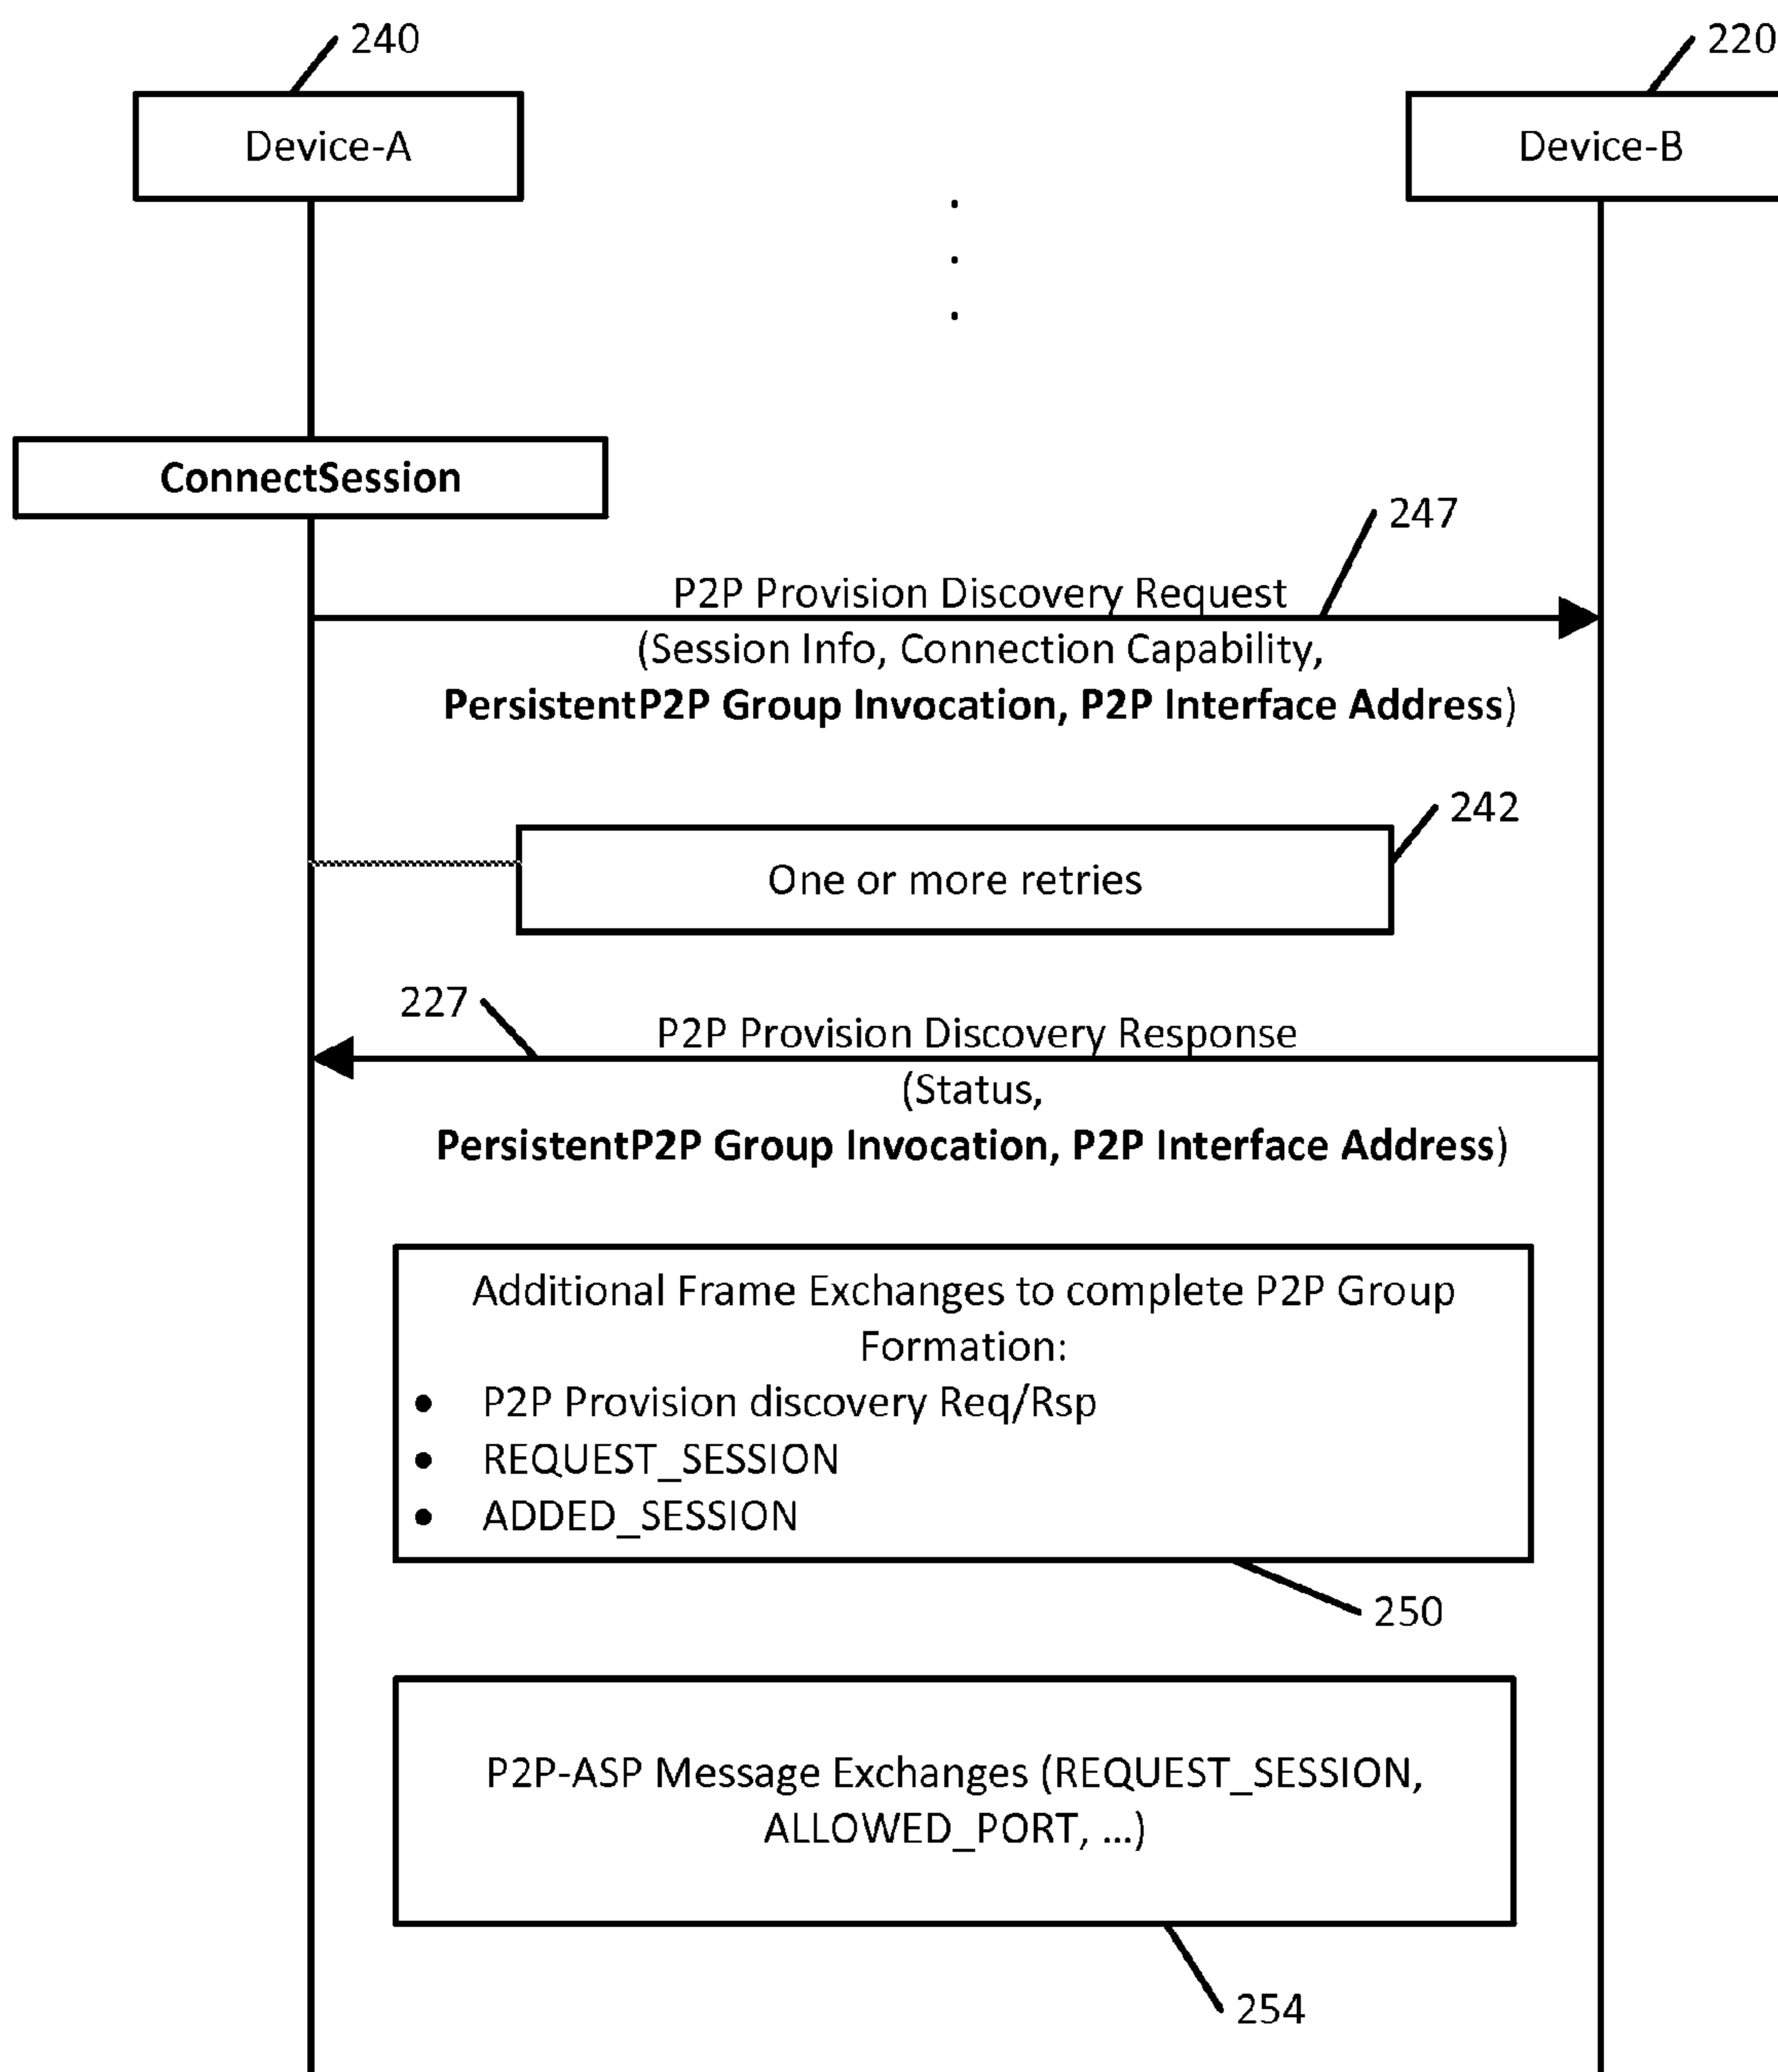 240
220
Device-A
Device-B
ConnectSession
247
P2P Provision Discovery Request
(Session Info, Connection Capability,
PersistentP2P Group Invocation, P2P Interface Address)
242
One or more retries
227
P2P Provision Discovery Response
(Status,
PersistentP2P Group Invocation, P2P Interface Address)
Additional Frame Exchanges to complete P2P Group
Formation:
• P2P Provision discovery Req/Rsp
• REQUEST_SESSION
• ADDED_SESSION
250
P2P-ASP Message Exchanges (REQUEST_SESSION,
ALLOWED_PORT, ...)
254